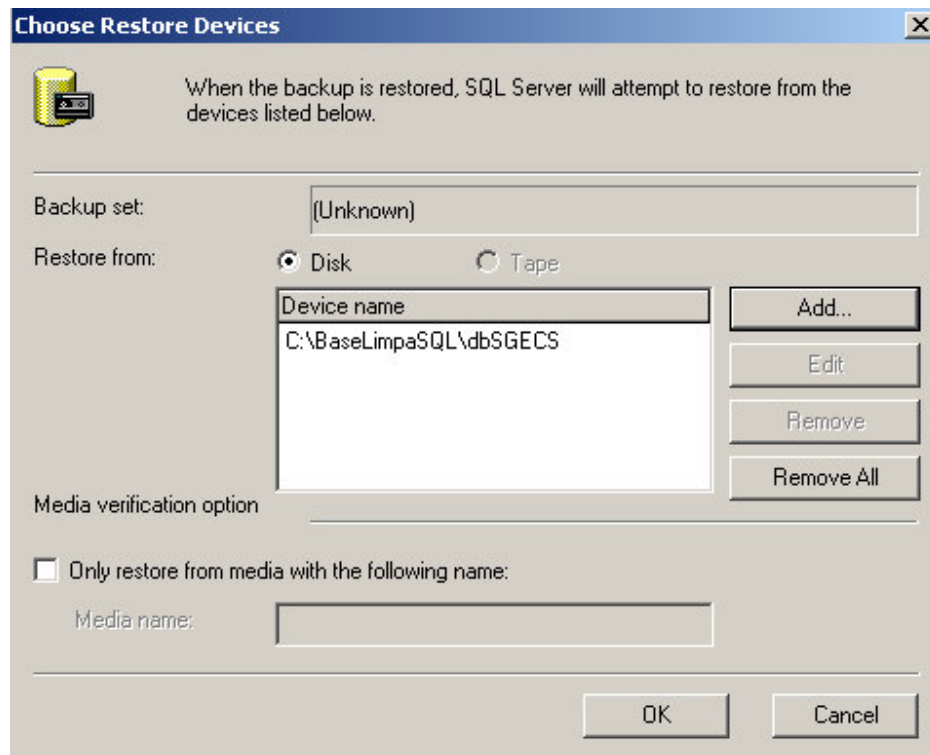 Choose Restore Devices
When the backup is restored, SQL Server will attempt to restore from the
devices listed below.
Backup set:
(Unknown)
Restore from:
Disk
Tape
Device name
C:\BaseLimpaSQL\dbSGECS
Add...
Edit
Remove
Remove All
Media verification option
Only restore from media with the following name:
Media name:
OK
Cancel